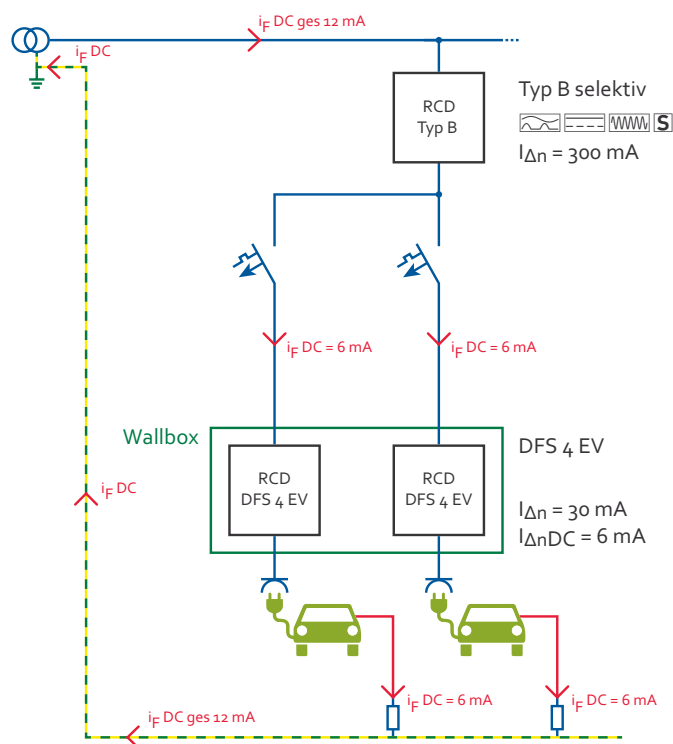 iF DC ges 12 mA
iF DC
RCD
Typ B
Typ B selektiv
S
IΔn = 300 mA
iF DC = 6 mA
iF DC = 6 mA
Wallbox
RCD
DFS 4 EV
RCD
DFS 4 EV
DFS 4 EV
IΔn = 30 mA
IΔnDC = 6 mA
iF DC
iF DC = 6 mA
iF DC = 6 mA
iF DC ges 12 mA